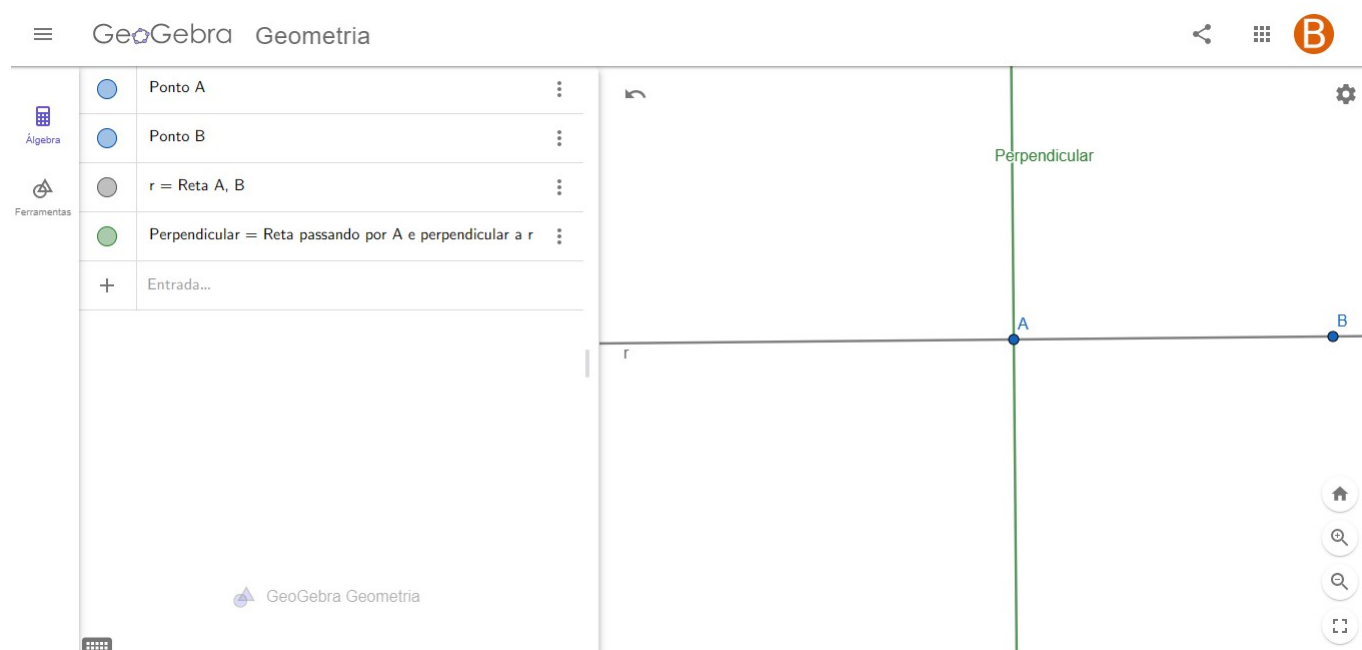 GeoGebra Geometria
B
Álgebra
Ferramentas
Ponto A
Ponto B
r = Reta A, B
Perpendicular = Reta passando por A e perpendicular a r
Entrada...
GeoGebra Geometria
Perpendicular
A
B
r